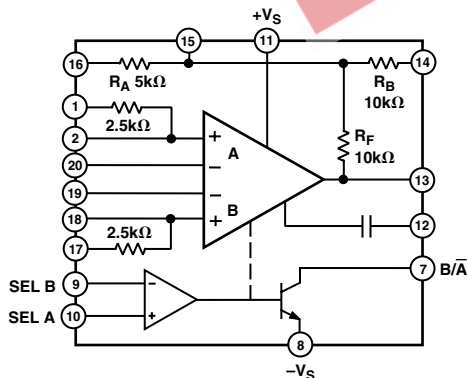 +VS
15
11
16
14
RA 5kΩ
RB
10kΩ
1
2.5kΩ
RF
10kΩ
2
+
A
20
–
13
19
–
18
B
+
12
2.5kΩ
17
7
B/A̅
SEL B
9
–
SEL A
10
+
8
–VS